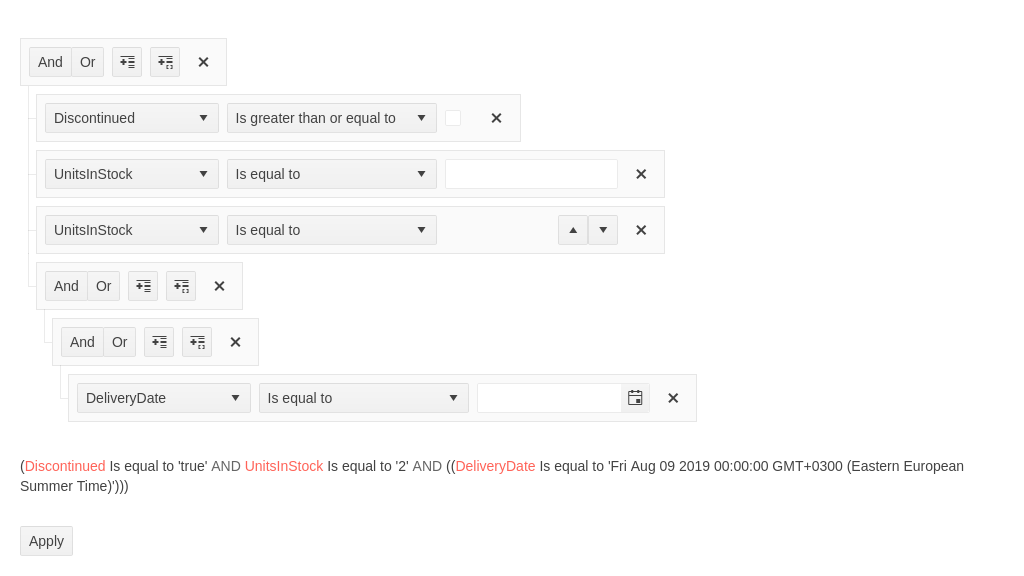 And Or
Discontinued Is greater than or equal to
UnitsInStock Is equal to
UnitsInStock Is equal to
And Or
And Or
DeliveryDate Is equal to
(Discontinued Is equal to 'true' AND UnitsInStock Is equal to '2' AND ((DeliveryDate Is equal to 'Fri Aug 09 2019 00:00:00 GMT+0300 (Eastern European
Summer Time)')))
Apply